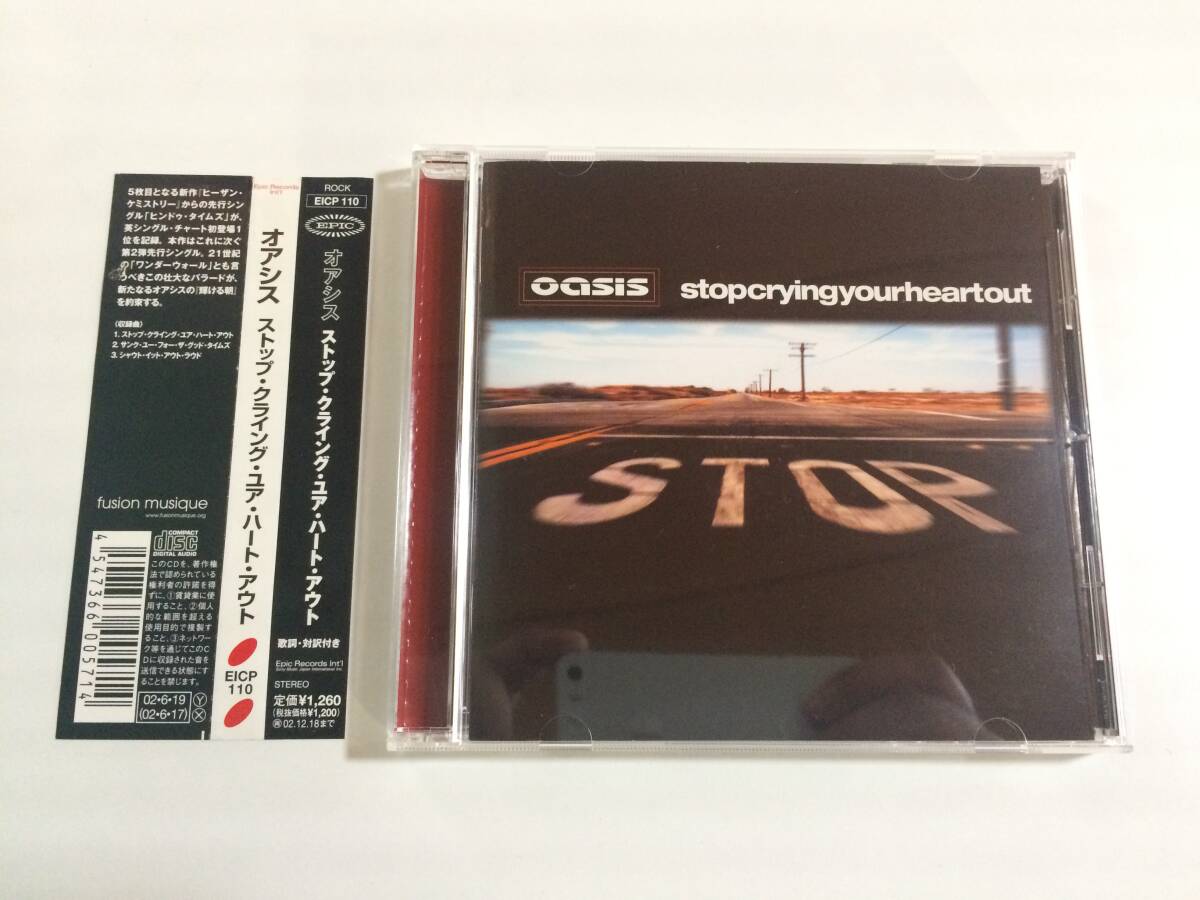 5枚目となる新作『ヒーザン・
ケミストリー』からの先行シン
グル「ヒンドゥ・タイムズ」が、
英シングル・チャート初登場1
位を記録。本作はこれに次ぐ
第2弾先行シングル。21世紀
の「ワンダーウォール」とも言う
べきこの壮大なバラードが、
新たなるオアシスの『輝ける朝』
を約束する。
〈収録曲〉
1. ストップ・クライング・ユア・ハート・アウト
2. サンク・ユー・フォー・ザ・グッド・タイムズ
3. シャウト・イット・アウト・ラウド
fusion musique
www.fusionmusique.org
COMPACT
disc
DIGITAL AUDIO
4547366005714
このCDを、著作権
法で認められている
権利者の許諾を得
ずに、①賃貸業に使
用すること、②個人
的な範囲を超える
使用目的で複製す
ること、③ネットワー
ク等を通じてこのC
Dに収録された音を
送信できる状態にす
ることを禁じます。
02・6・19 Y
(02・6・17) X
Epic Records
Int'l
オアシス ストップ・クライング・ユア・ハート・アウト
EICP
110
ROCK
EICP 110
EPIC
オアシス
ストップ・クライング・ユア・ハート・アウト
歌詞・対訳付き
Epic Records Int'l
Sony Music Japan International Inc.
STEREO
定価¥1,260
(税抜価格¥1,200)
再02.12.18まで
oasis
stopcryingyourheartout
STOP